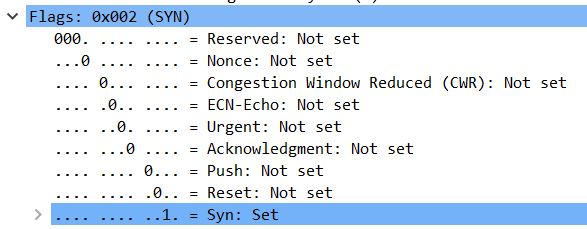 Flags: 0x002 (SYN)
000. .... .... = Reserved: Not set
...0 .... .... = Nonce: Not set
.... 0... .... = Congestion Window Reduced (CWR): Not set
.... .0.. .... = ECN-Echo: Not set
.... ..0. .... = Urgent: Not set
.... ...0 .... = Acknowledgment: Not set
.... .... 0... = Push: Not set
.... .... .0.. = Reset: Not set
.... .... ..1. = Syn: Set